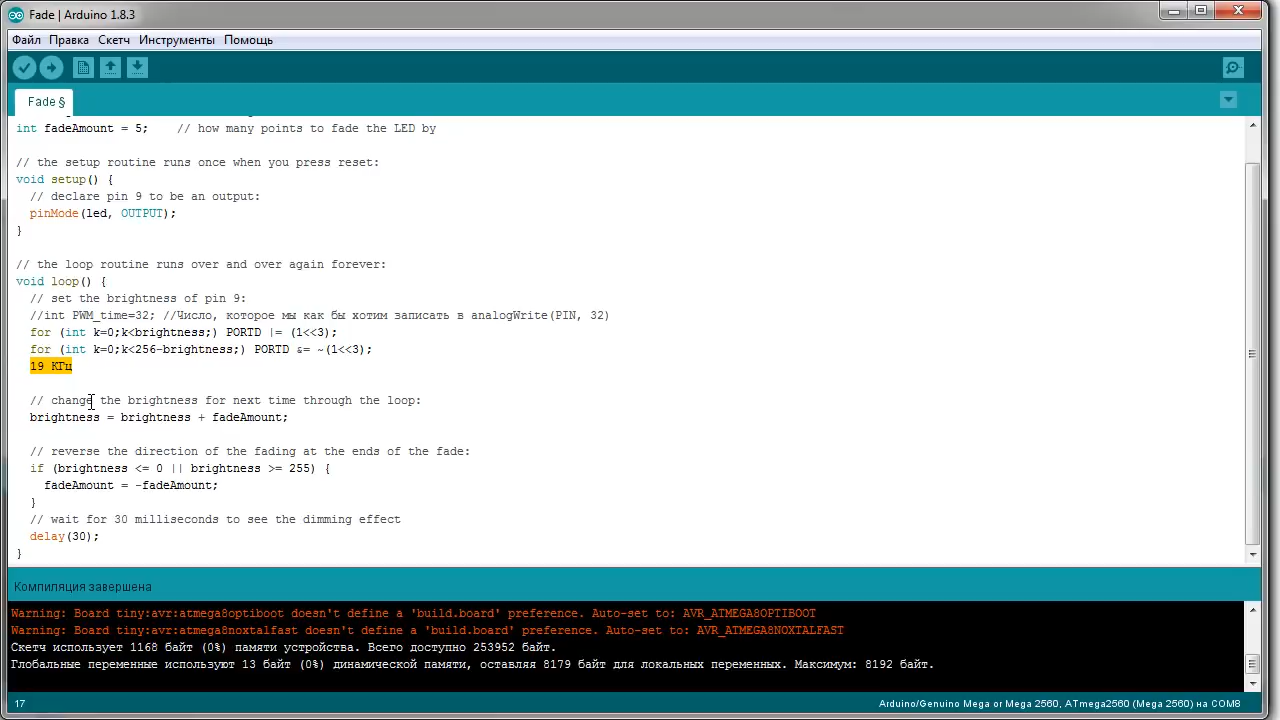 Fade | Arduino 1.8.3
Файл Правка Скетч Инструменты Помощь
Fade §
int fadeAmount = 5;    // how many points to fade the LED by
// the setup routine runs once when you press reset:
void setup() {
  // declare pin 9 to be an output:
  pinMode(led, OUTPUT);
}
// the loop routine runs over and over again forever:
void loop() {
  // set the brightness of pin 9:
  //int PWM_time=32; //Число, которое мы как бы хотим записать в analogWrite(PIN, 32)
  for (int k=0;k<brightness;) PORTD |= (1<<3);
  for (int k=0;k<256-brightness;) PORTD &= ~(1<<3);
  19 КГц
  // change the brightness for next time through the loop:
  brightness = brightness + fadeAmount;
  // reverse the direction of the fading at the ends of the fade:
  if (brightness <= 0 || brightness >= 255) {
    fadeAmount = -fadeAmount;
  }
  // wait for 30 milliseconds to see the dimming effect
  delay(30);
}
Компиляция завершена
Warning: Board tiny:avr:atmega8optiboot doesn't define a 'build.board' preference. Auto-set to: AVR_ATMEGA8OPTIBOOT
Warning: Board tiny:avr:atmega8noxtalfast doesn't define a 'build.board' preference. Auto-set to: AVR_ATMEGA8NOXTALFAST
Скетч использует 1168 байт (0%) памяти устройства. Всего доступно 253952 байт.
Глобальные переменные используют 13 байт (0%) динамической памяти, оставляя 8179 байт для локальных переменных. Максимум: 8192 байт.
17 Arduino/Genuino Mega or Mega 2560, ATmega2560 (Mega 2560) на COM8